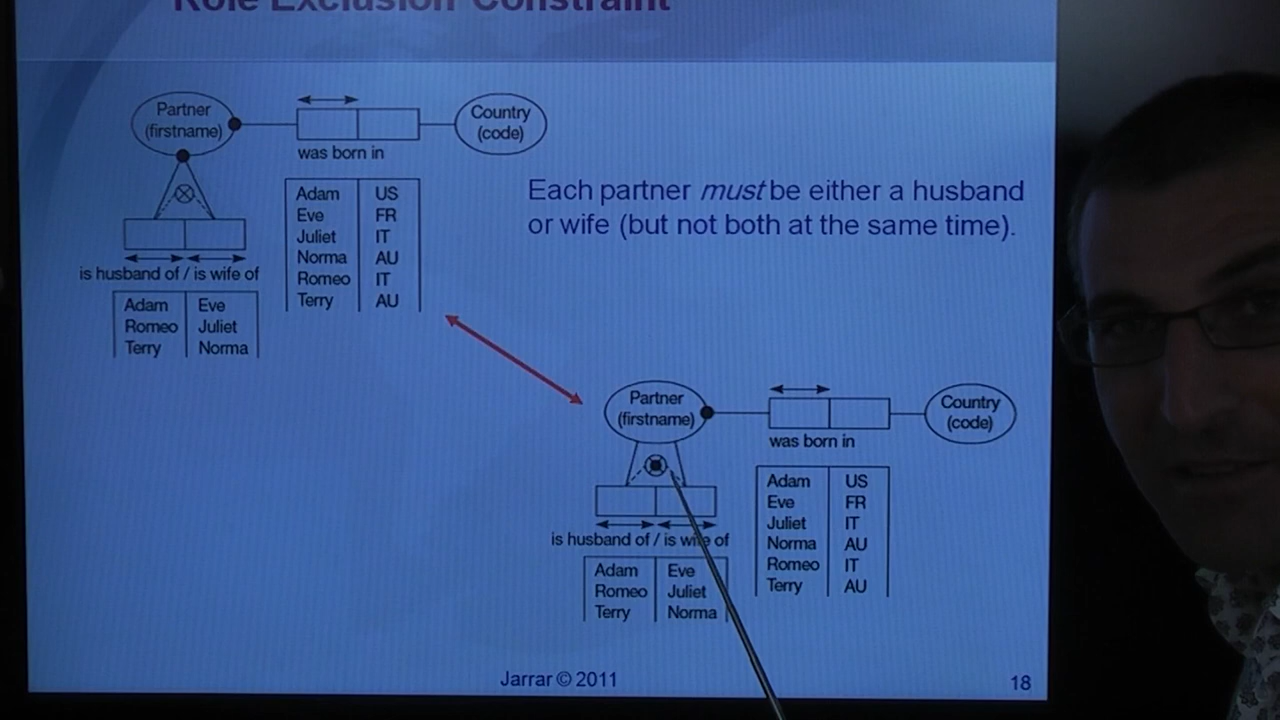 Role Exclusion Constraint
Partner
(firstname)
was born in
Country
(code)
Adam US
Eve FR
Juliet IT
Norma AU
Romeo IT
Terry AU
is husband of / is wife of
Adam Eve
Romeo Juliet
Terry Norma
Each partner must be either a husband
or wife (but not both at the same time).
Partner
(firstname)
was born in
Country
(code)
Adam US
Eve FR
Juliet IT
Norma AU
Romeo IT
Terry AU
is husband of / is wife of
Adam Eve
Romeo Juliet
Terry Norma
Jarrar © 2011
18